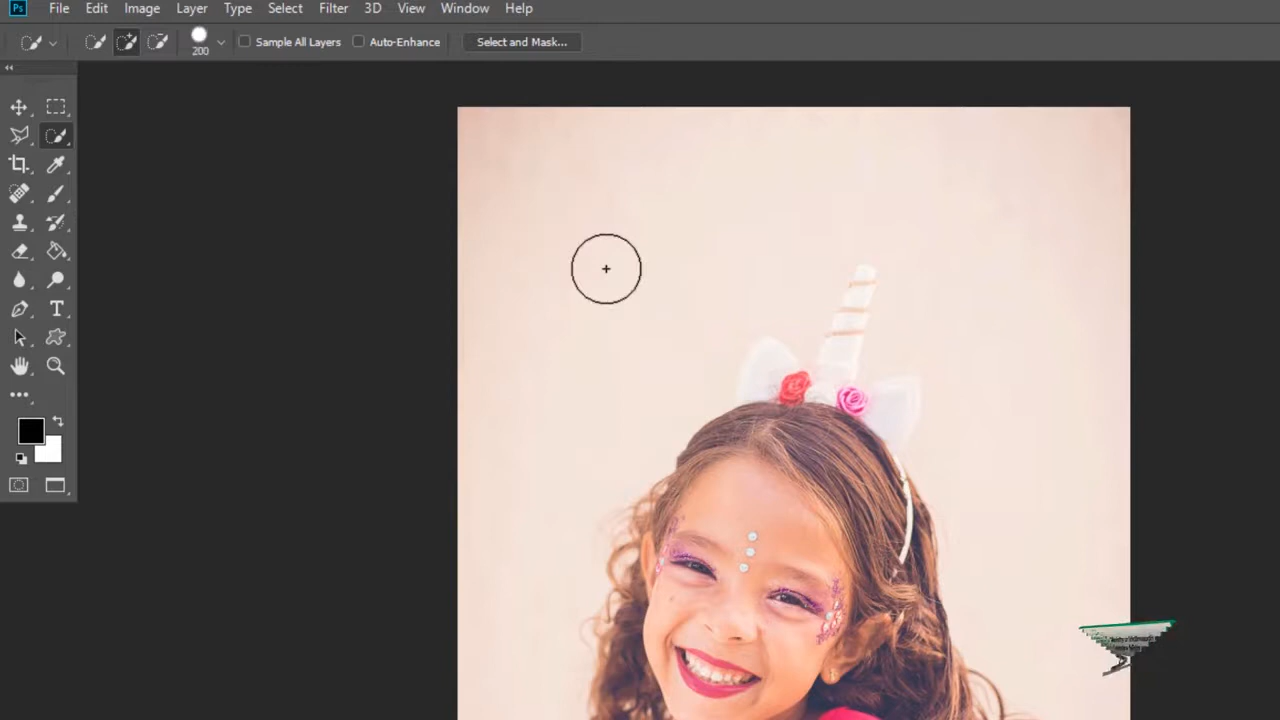 Ps File Edit Image Layer Type Select Filter 3D View Window Help
200 Sample All Layers Auto-Enhance Select and Mask...
T